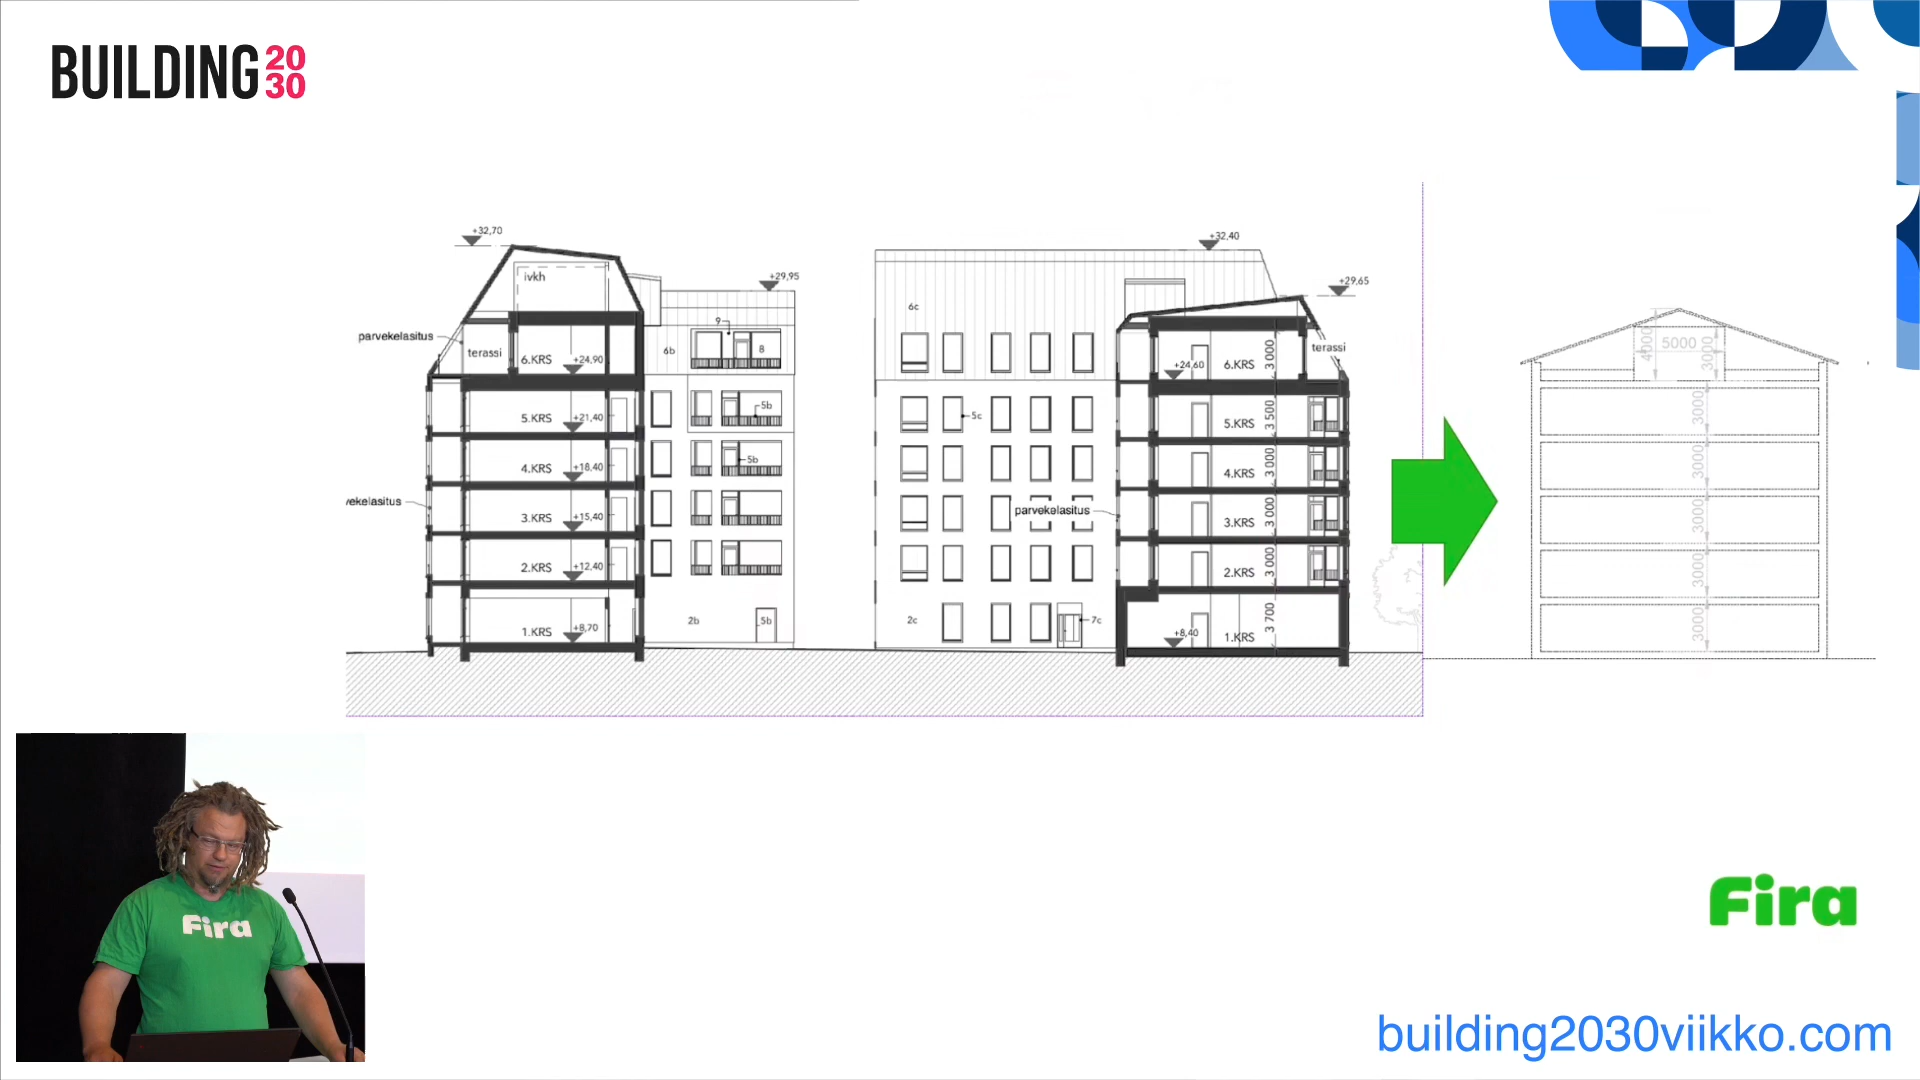 BUILDING 20
30
+32,70
ivkh
+29,95
parvekelasitus
terassi
6.KRS
+24,90
6b
9
8
5.KRS
+21,40
5b
4.KRS
+18,40
5b
vekelasitus
3.KRS
+15,40
2.KRS
+12,40
1.KRS
+8,70
2b
5b
+32,40
+29,65
6c
terassi
+24,60
6.KRS
3 000
5c
5.KRS
3 500
4.KRS
3 000
parvekelasitus
3.KRS
3 000
2.KRS
3 000
2c
7c
+8,40
1.KRS
3 700
4000
5000
3000
3000
3000
3000
3000
3000
Fira
Fira
building2030viikko.com